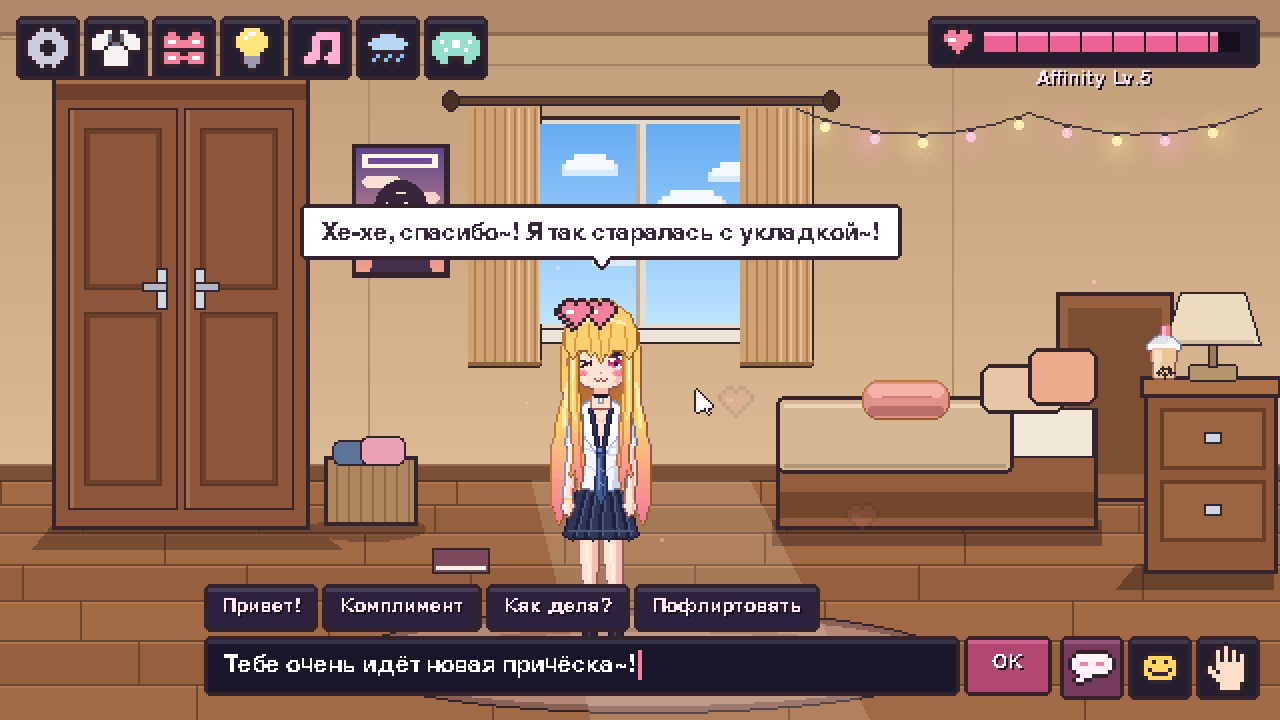 Affinity Lv.5
Хе-хе, спасибо~! Я так старалась с укладкой~!
Привет!
Комплимент
Как дела?
Пофлиртовать
Тебе очень идёт новая причёска~!
OK